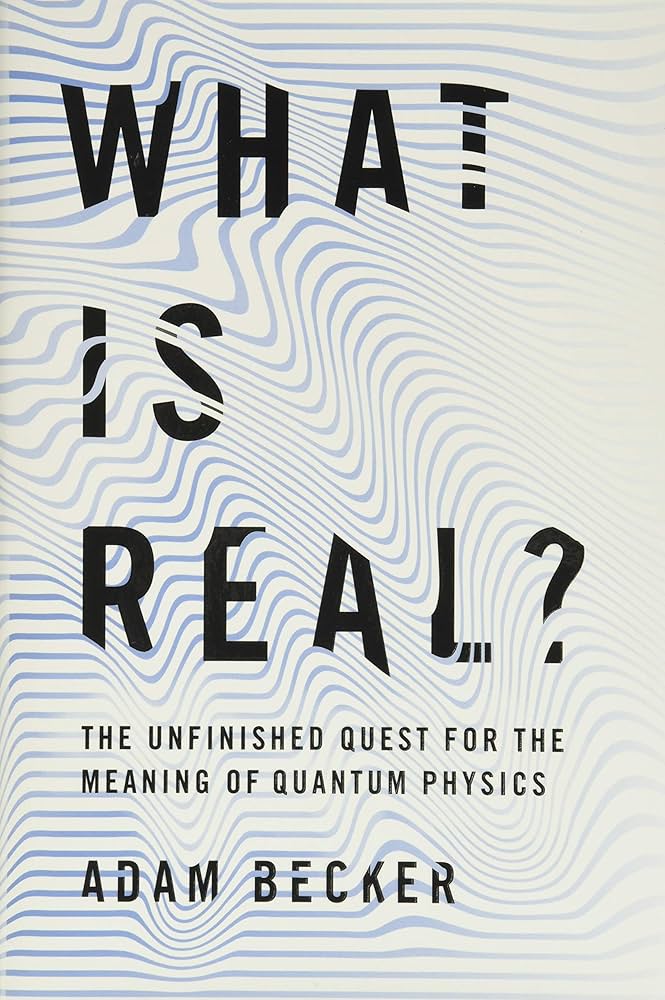 WHAT
IS
REAL?
THE UNFINISHED QUEST FOR THE
MEANING OF QUANTUM PHYSICS
ADAM BECKER